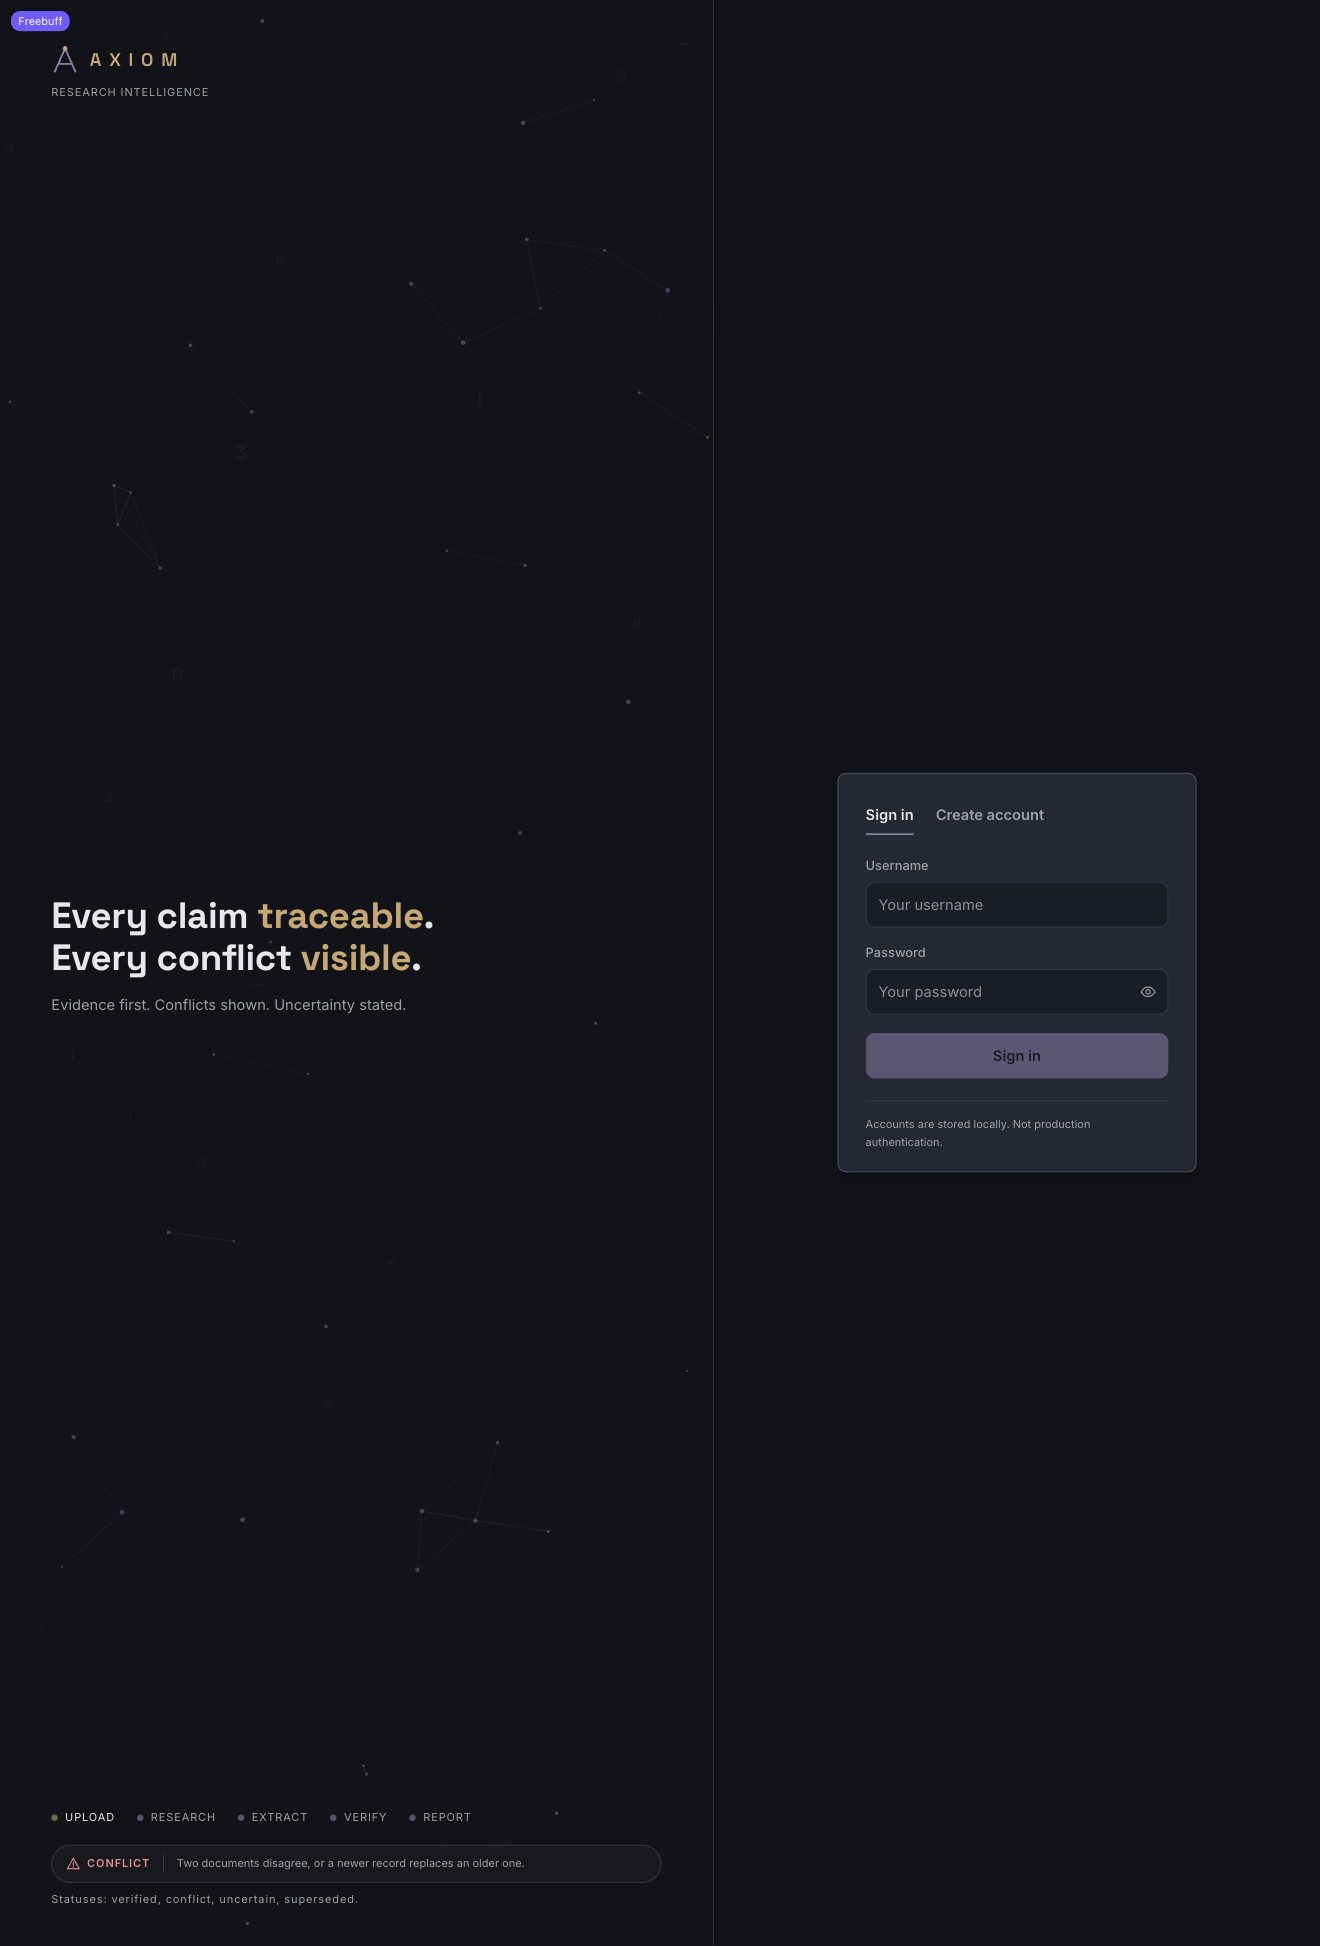 Freebuff
AXIOM
RESEARCH INTELLIGENCE
Every claim traceable.
Every conflict visible.
Evidence first. Conflicts shown. Uncertainty stated.
UPLOAD RESEARCH EXTRACT VERIFY REPORT
CONFLICT Two documents disagree, or a newer record replaces an older one.
Statuses: verified, conflict, uncertain, superseded.
Sign in Create account
Username
Your username
Password
Your password
Sign in
Accounts are stored locally. Not production
authentication.